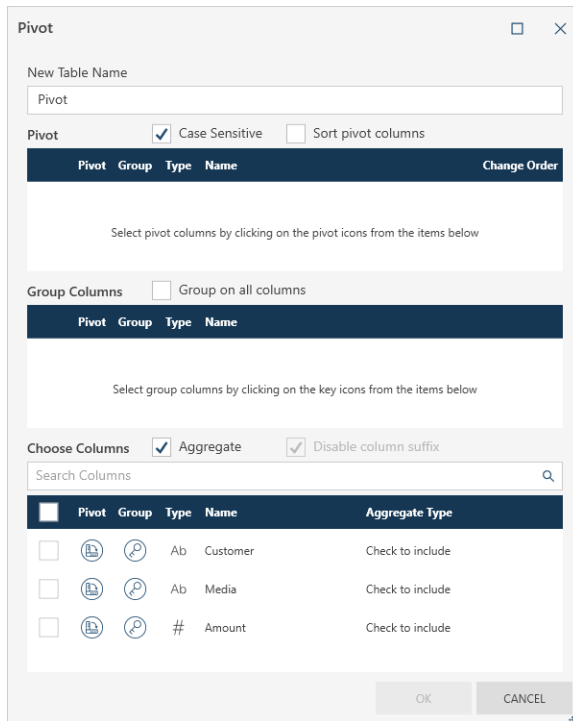 Pivot
New Table Name
Pivot
Pivot Case Sensitive Sort pivot columns
Pivot Group Type Name Change Order
Select pivot columns by clicking on the pivot icons from the items below
Group Columns Group on all columns
Pivot Group Type Name
Select group columns by clicking on the key icons from the items below
Choose Columns Aggregate Disable column suffix
Search Columns
Pivot Group Type Name Aggregate Type
Ab Customer Check to include
Ab Media Check to include
# Amount Check to include
OK CANCEL